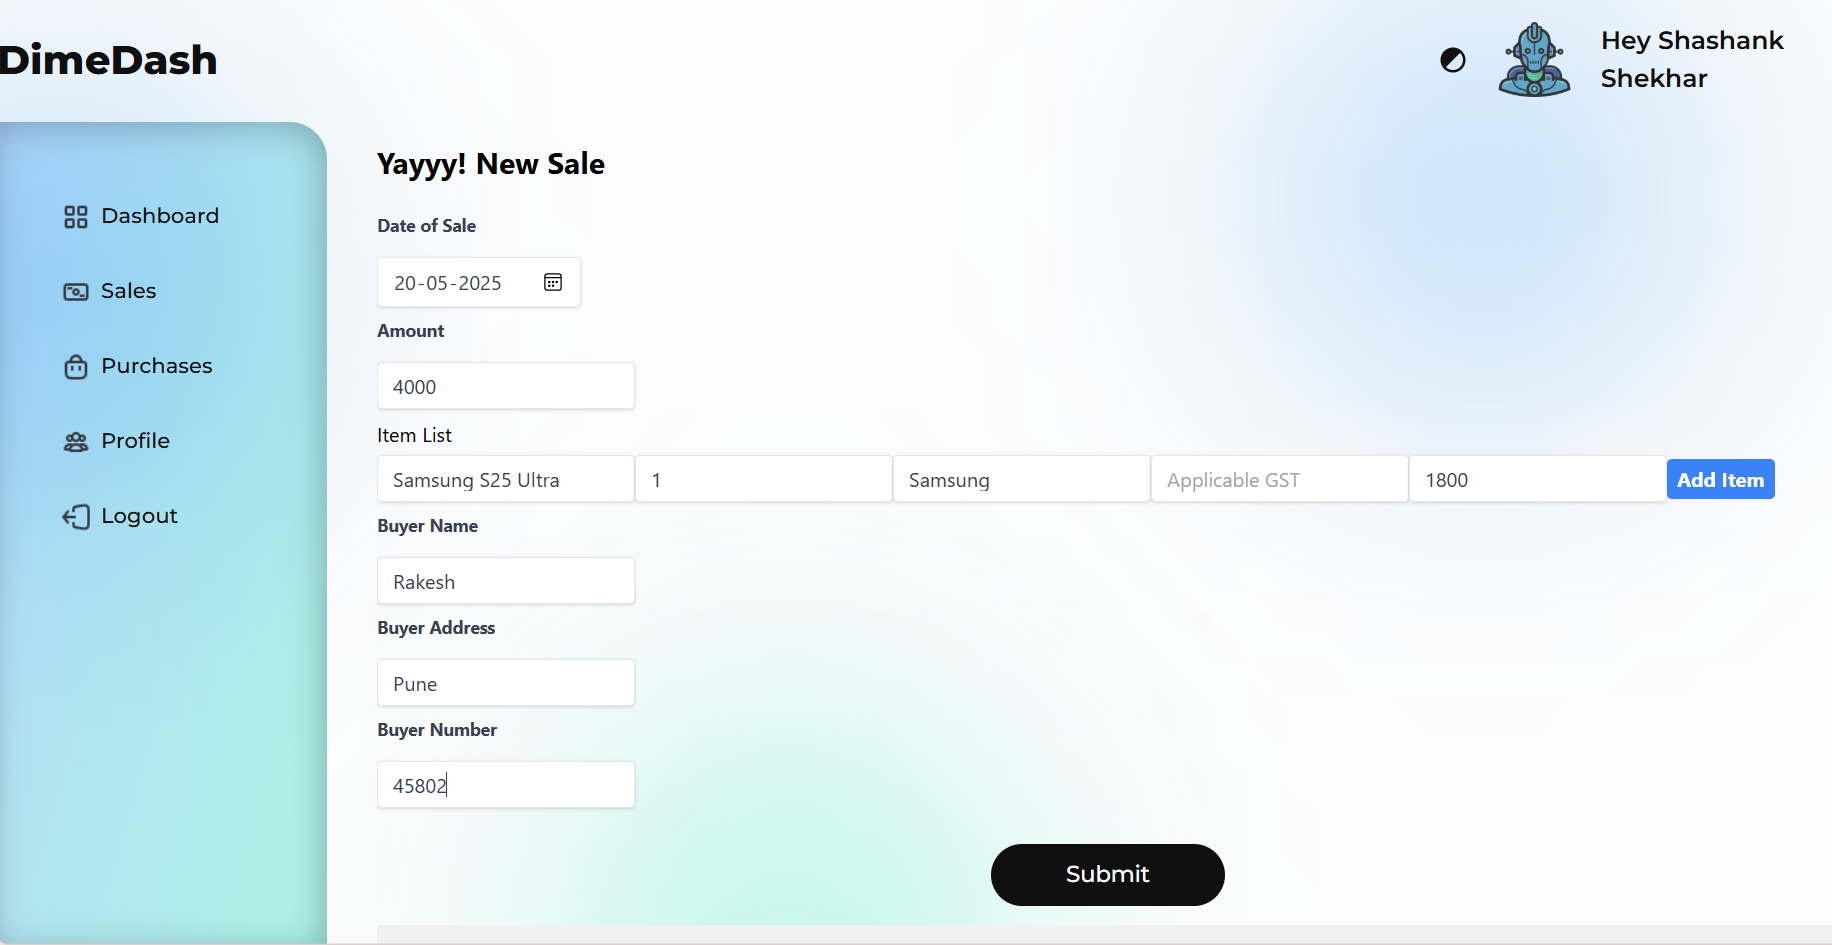 DimeDash
Hey Shashank
Shekhar
Dashboard
Sales
Purchases
Profile
Logout
Yayyy! New Sale
Date of Sale
20-05-2025
Amount
4000
Item List
Samsung S25 Ultra 1 Samsung Applicable GST 1800 Add Item
Buyer Name
Rakesh
Buyer Address
Pune
Buyer Number
45802
Submit